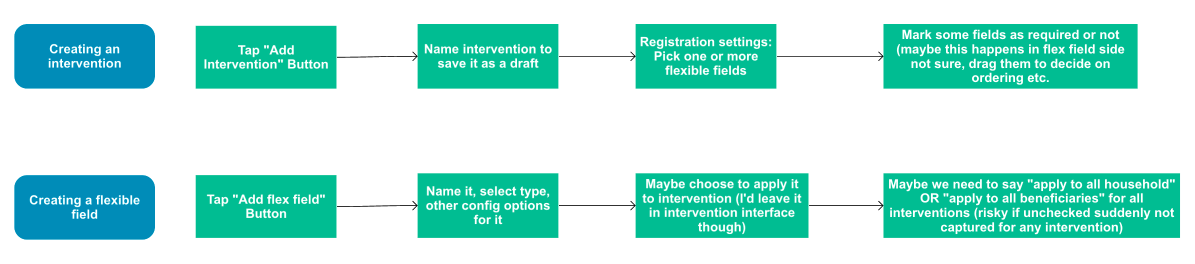 Creating an
intervention
Tap "Add
Intervention" Button
Name intervention to
save it as a draft
Registration settings:
Pick one or more
flexible fields
Mark some fields as required or not
(maybe this happens in flex field side
not sure, drag them to decide on
ordering etc.
Creating a flexible
field
Tap "Add flex field"
Button
Name it, select type,
other config options
for it
Maybe choose to apply it
to intervention (I'd leave it
in intervention interface
though)
Maybe we need to say "apply to all household"
OR "apply to all beneficiaries" for all
interventions (risky if unchecked suddenly not
captured for any intervention)